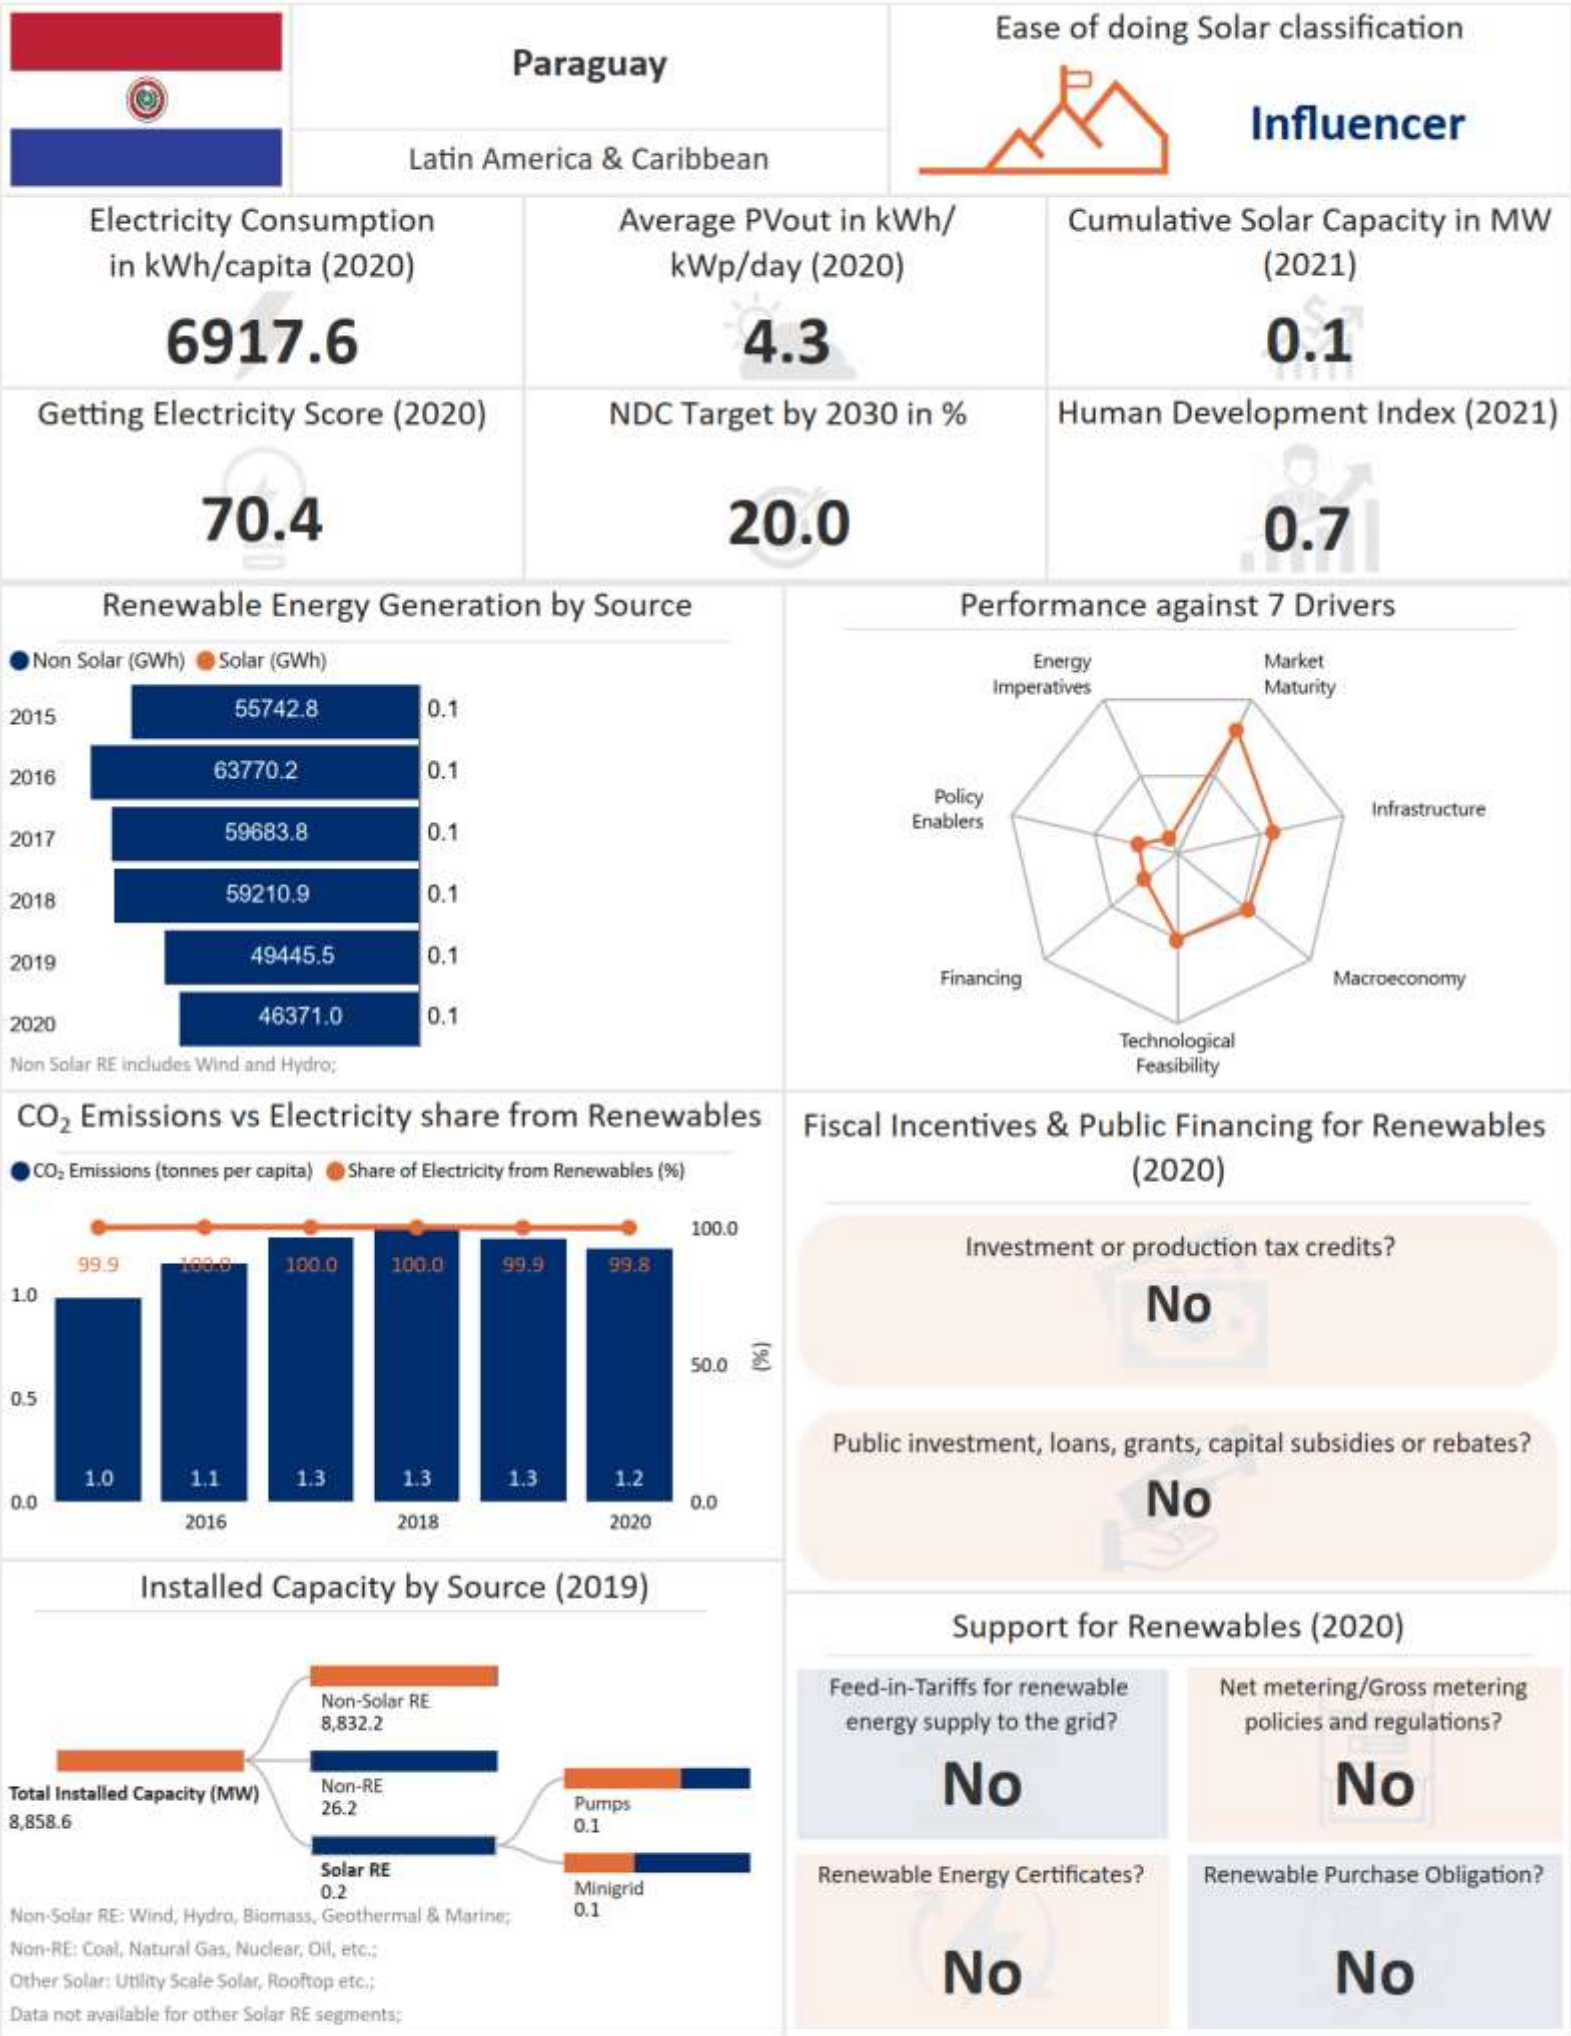 Paraguay
Latin America & Caribbean
Ease of doing Solar classification
Influencer
Electricity Consumption
in kWh/capita (2020)
6917.6
Average PVout in kWh/
kWp/day (2020)
4.3
Cumulative Solar Capacity in MW
(2021)
0.1
Getting Electricity Score (2020)
70.4
NDC Target by 2030 in %
20.0
Human Development Index (2021)
0.7
Renewable Energy Generation by Source
Non Solar (GWh) Solar (GWh)
2015 55742.8 0.1
2016 63770.2 0.1
2017 59683.8 0.1
2018 59210.9 0.1
2019 49445.5 0.1
2020 46371.0 0.1
Non Solar RE includes Wind and Hydro;
Performance against 7 Drivers
Energy
Imperatives
Market
Maturity
Policy
Enablers
Infrastructure
Financing
Macroeconomy
Technological
Feasibility
CO₂ Emissions vs Electricity share from Renewables
CO₂ Emissions (tonnes per capita) Share of Electricity from Renewables (%)
100.0
99.9 100.0 100.0 100.0 99.9 99.8
1.0
50.0 (%)
0.5
1.0 1.1 1.3 1.3 1.3 1.2
0.0 0.0
2016 2018 2020
Fiscal Incentives & Public Financing for Renewables
(2020)
Investment or production tax credits?
No
Public investment, loans, grants, capital subsidies or rebates?
No
Installed Capacity by Source (2019)
Non-Solar RE
8,832.2
Total Installed Capacity (MW)
8,858.6
Non-RE
26.2
Solar RE
0.2
Pumps
0.1
Minigrid
0.1
Non-Solar RE: Wind, Hydro, Biomass, Geothermal & Marine;
Non-RE: Coal, Natural Gas, Nuclear, Oil, etc.;
Other Solar: Utility Scale Solar, Rooftop etc.;
Data not available for other Solar RE segments;
Support for Renewables (2020)
Feed-in-Tariffs for renewable
energy supply to the grid?
No
Net metering/Gross metering
policies and regulations?
No
Renewable Energy Certificates?
No
Renewable Purchase Obligation?
No